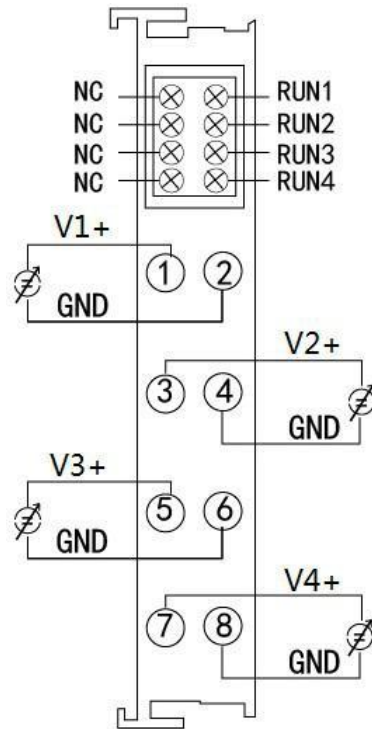 NC RUN1
NC RUN2
NC RUN3
NC RUN4
V1+
1 2
GND
V2+
3 4
GND
V3+
5 6
GND
V4+
7 8
GND